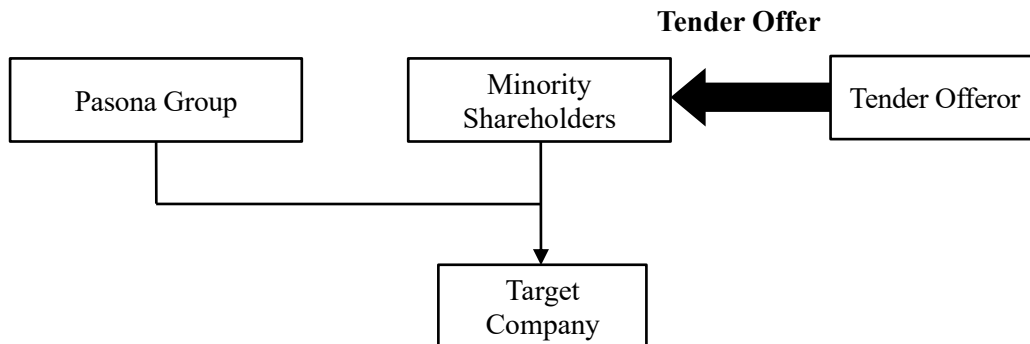 Tender Offer
Pasona Group
Minority
Shareholders
Tender Offeror
Target
Company